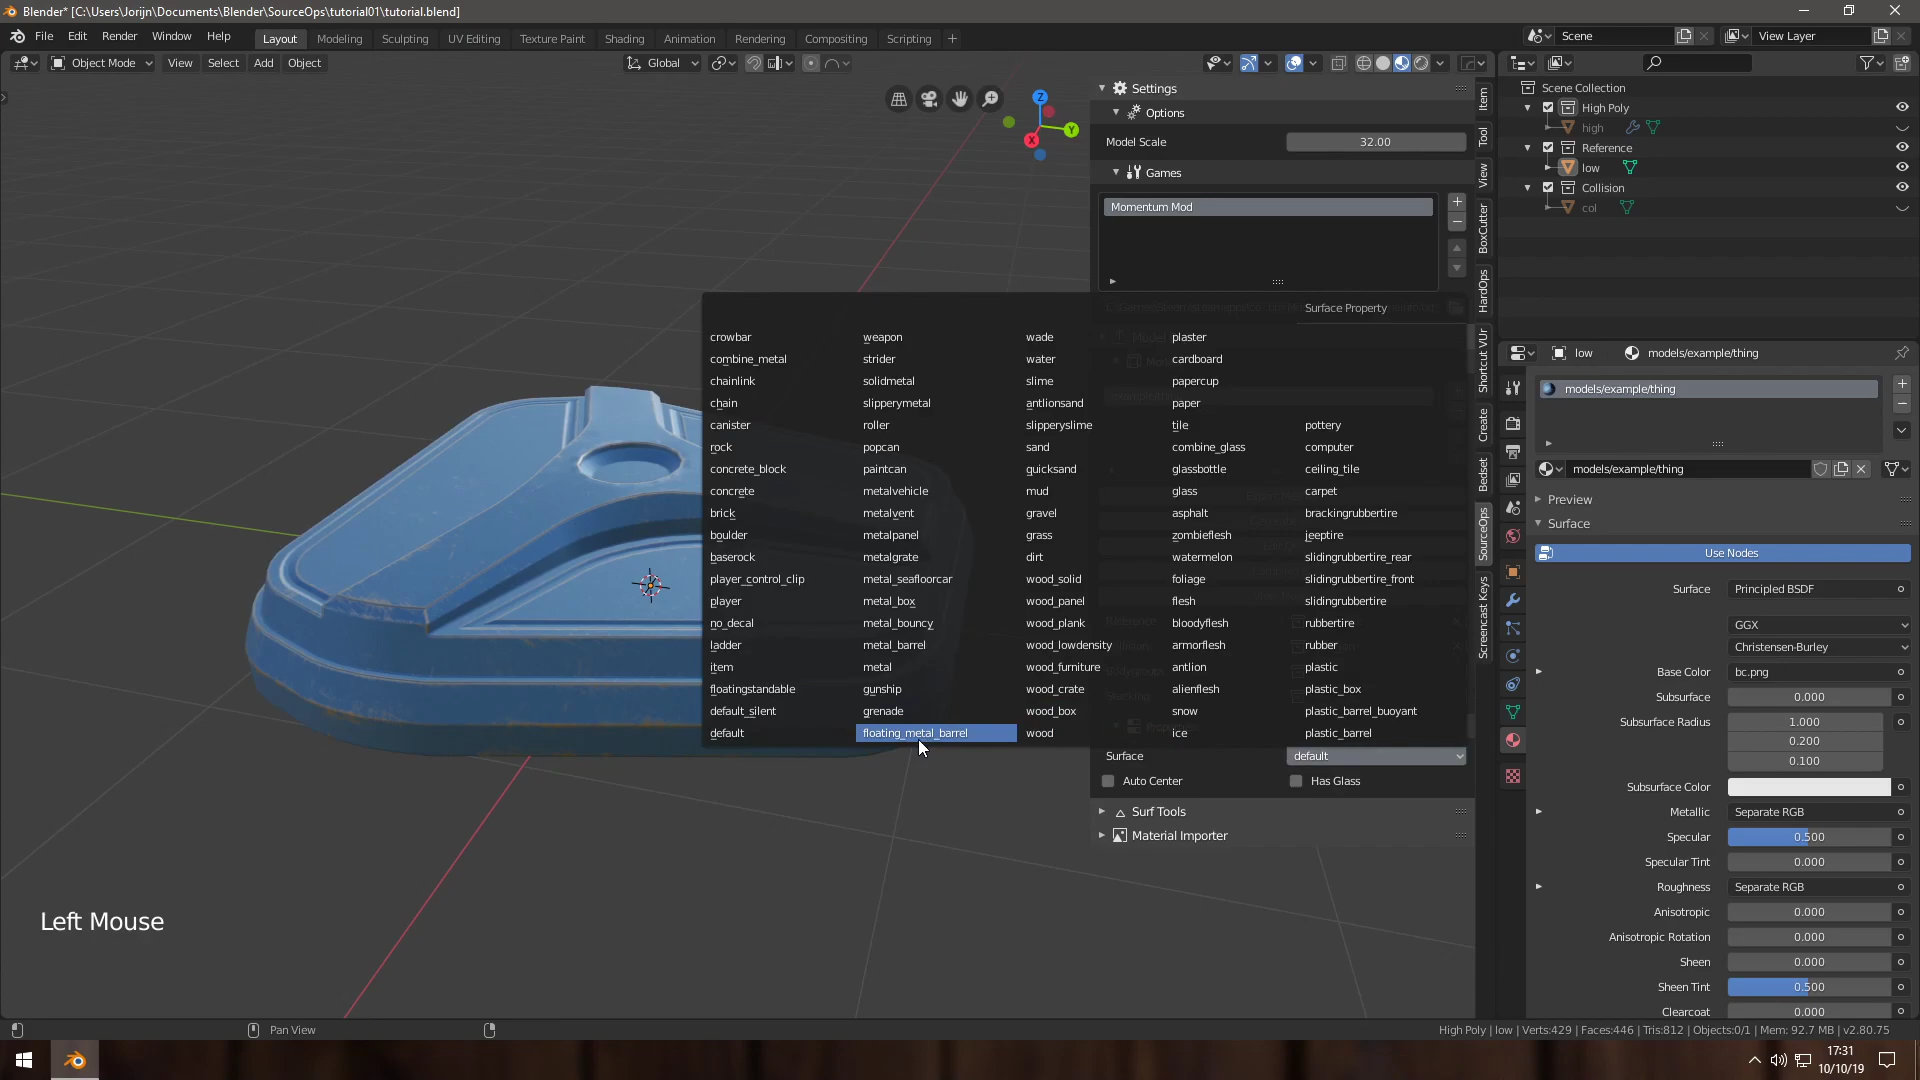 Blender* [C:\Users\Jorijn\Documents\Blender\SourceOps\tutorial01\tutorial.blend]
File Edit Render Window Help
Layout Modeling Sculpting UV Editing Texture Paint Shading Animation Rendering Compositing Scripting +
Scene
View Layer
Object Mode View Select Add Object
Global
Z
Y
X
Settings
Options
Model Scale 32.00
Games
Momentum Mod
Surface Property
crowbar
combine_metal
chainlink
chain
canister
rock
concrete_block
concrete
brick
boulder
baserock
player_control_clip
player
no_decal
ladder
item
floatingstandable
default_silent
default
weapon
strider
solidmetal
slipperymetal
roller
popcan
paintcan
metalvehicle
metalvent
metalpanel
metalgrate
metal_seafloorcar
metal_box
metal_bouncy
metal_barrel
metal
gunship
grenade
floating_metal_barrel
wade
water
slime
antlionsand
slipperyslime
sand
quicksand
mud
gravel
grass
dirt
wood_solid
wood_panel
wood_plank
wood_lowdensity
wood_furniture
wood_crate
wood_box
wood
plaster
cardboard
papercup
paper
tile
combine_glass
glassbottle
glass
asphalt
zombieflesh
watermelon
foliage
flesh
bloodyflesh
armorflesh
antlion
alienflesh
snow
ice
pottery
computer
ceiling_tile
carpet
brackingrubbertire
jeeptire
slidingrubbertire_rear
slidingrubbertire_front
slidingrubbertire
rubbertire
rubber
plastic
plastic_box
plastic_barrel_buoyant
plastic_barrel
Surface default
Auto Center
Has Glass
Surf Tools
Material Importer
Item
Tool
View
BoxCutter
HardOps
Shortcut VUr
Create
Bedset
SourceOps
Screencast Keys
Scene Collection
High Poly
high
Reference
low
Collision
col
low models/example/thing
models/example/thing
models/example/thing
Preview
Surface
Use Nodes
Surface Principled BSDF
GGX
Christensen-Burley
Base Color bc.png
Subsurface 0.000
Subsurface Radius 1.000
0.200
0.100
Subsurface Color
Metallic Separate RGB
Specular 0.500
Specular Tint 0.000
Roughness Separate RGB
Anisotropic 0.000
Anisotropic Rotation 0.000
Sheen 0.000
Sheen Tint 0.500
Clearcoat 0.000
Left Mouse
Pan View
High Poly | low | Verts:429 | Faces:446 | Tris:812 | Objects:0/1 | Mem: 92.7 MB | v2.80.75
17:31
10/10/19